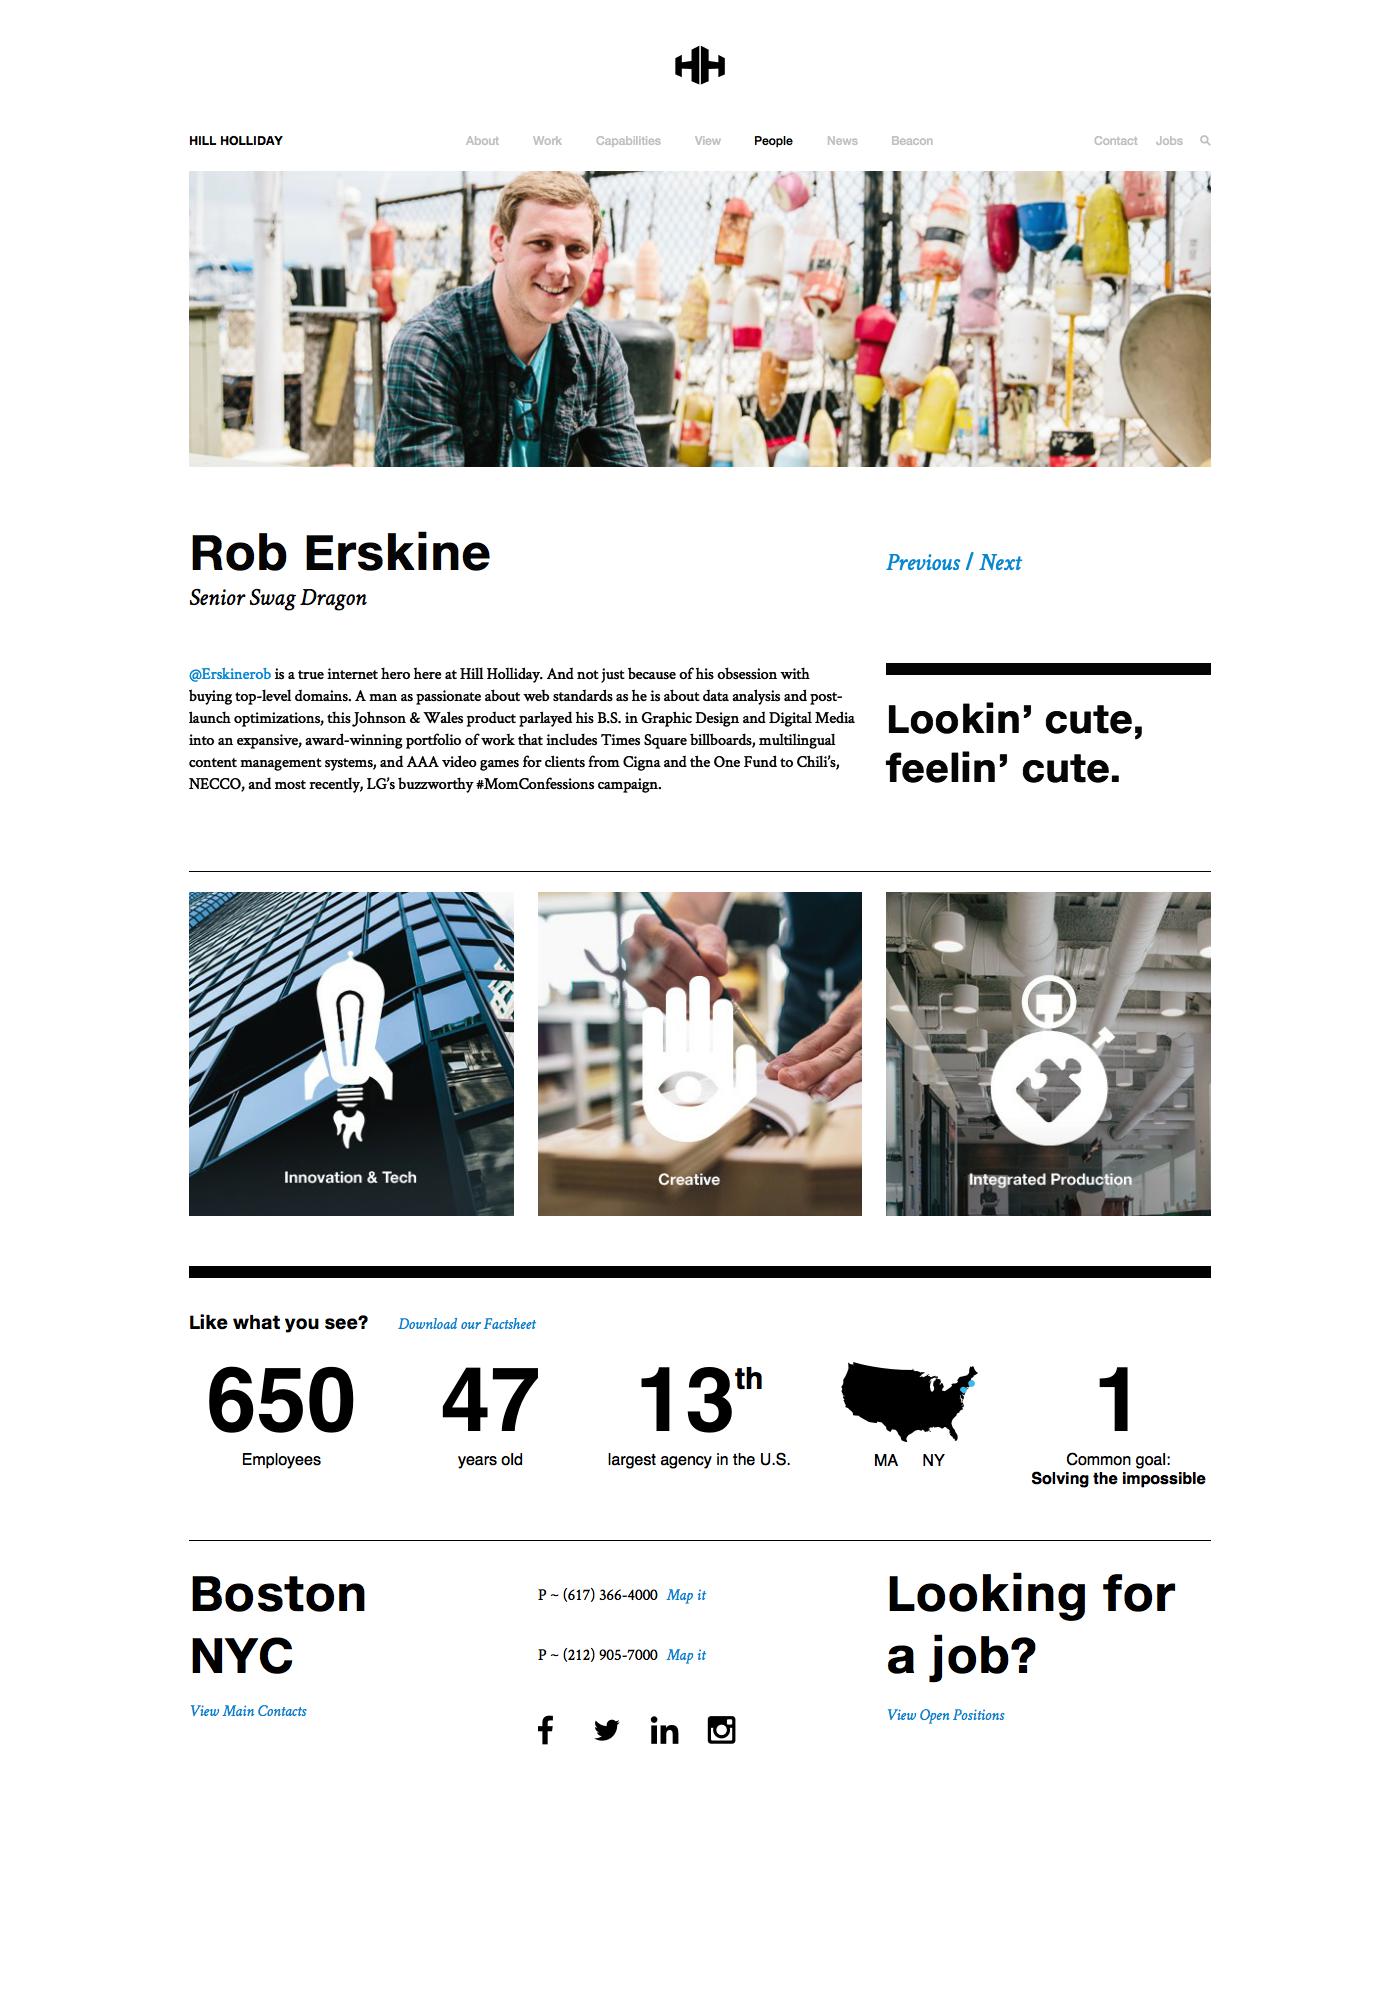 HILL HOLLIDAY
About Work Capabilities View People News Beacon
Contact Jobs
Rob Erskine
Senior Swag Dragon
Previous / Next
@Erskinerob is a true internet hero here at Hill Holliday. And not just because of his obsession with
buying top-level domains. A man as passionate about web standards as he is about data analysis and post-
launch optimizations, this Johnson & Wales product parlayed his B.S. in Graphic Design and Digital Media
into an expansive, award-winning portfolio of work that includes Times Square billboards, multilingual
content management systems, and AAA video games for clients from Cigna and the One Fund to Chili’s,
NECCO, and most recently, LG’s buzzworthy #MomConfessions campaign.
Lookin’ cute,
feelin’ cute.
Innovation & Tech
Creative
Integrated Production
Like what you see? Download our Factsheet
650
Employees
47
years old
13th
largest agency in the U.S.
MA NY
1
Common goal:
Solving the impossible
Boston
NYC
View Main Contacts
P ~ (617) 366-4000 Map it
P ~ (212) 905-7000 Map it
Looking for
a job?
View Open Positions